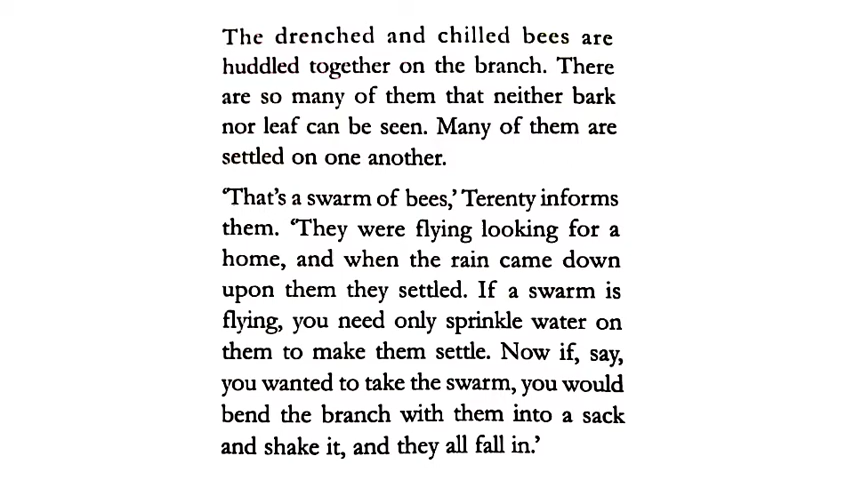 The drenched and chilled bees are
huddled together on the branch. There
are so many of them that neither bark
nor leaf can be seen. Many of them are
settled on one another.
‘That’s a swarm of bees,’ Terenty informs
them. ‘They were flying looking for a
home, and when the rain came down
upon them they settled. If a swarm is
flying, you need only sprinkle water on
them to make them settle. Now if, say,
you wanted to take the swarm, you would
bend the branch with them into a sack
and shake it, and they all fall in.’